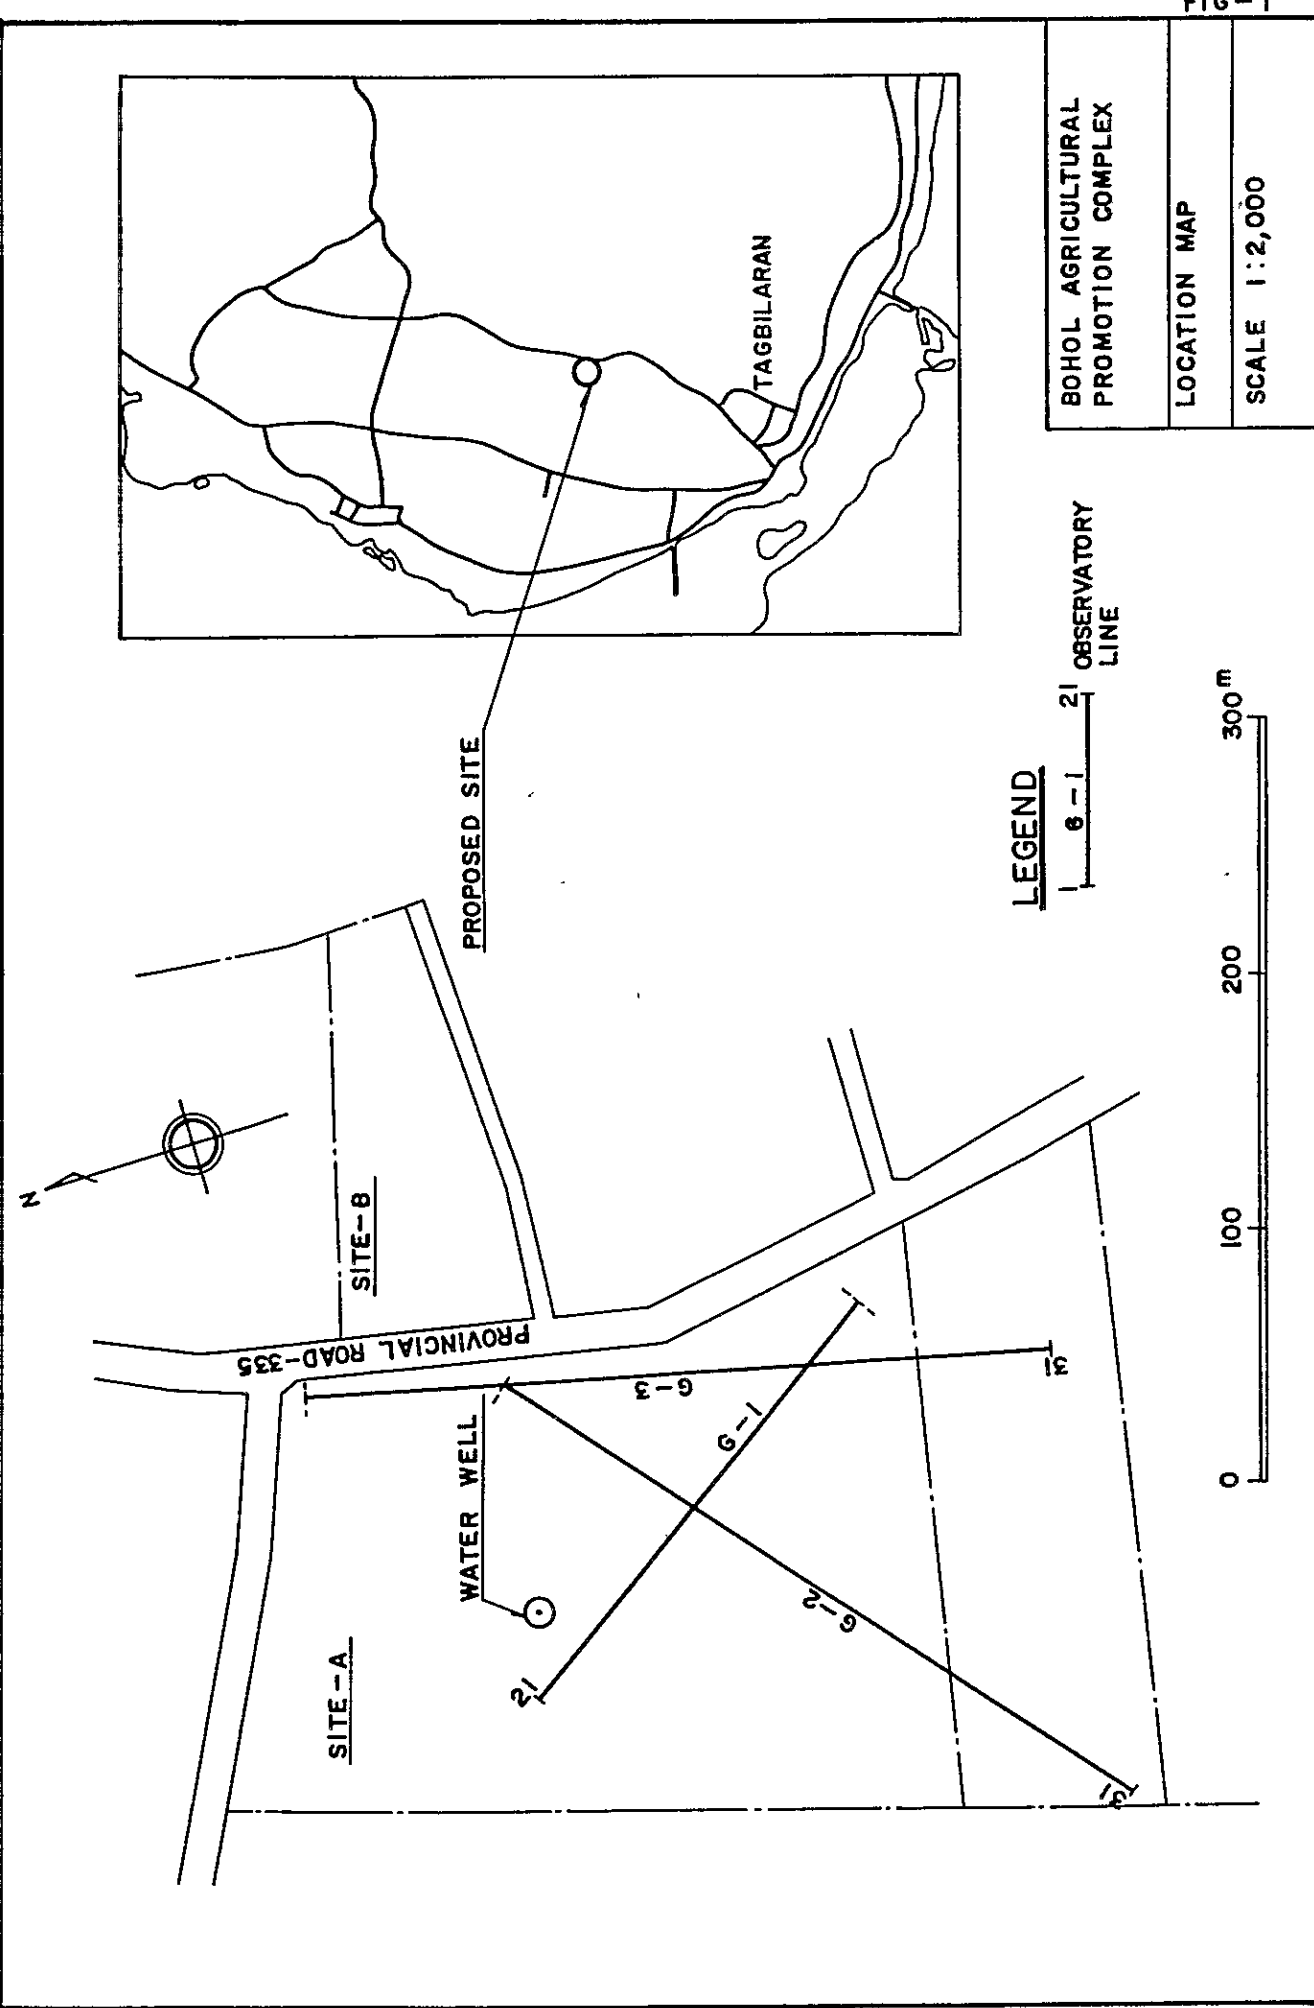 FIG-1
N
SITE-A
SITE-B
PROVINCIAL ROAD-335
WATER WELL
PROPOSED SITE
TAGBILARAN
21
G-1
G-2
31
G-3
31
LEGEND
1 G-1 21
OBSERVATORY
LINE
0 100 200 300m
BOHOL AGRICULTURAL
PROMOTION COMPLEX
LOCATION MAP
SCALE 1:2,000